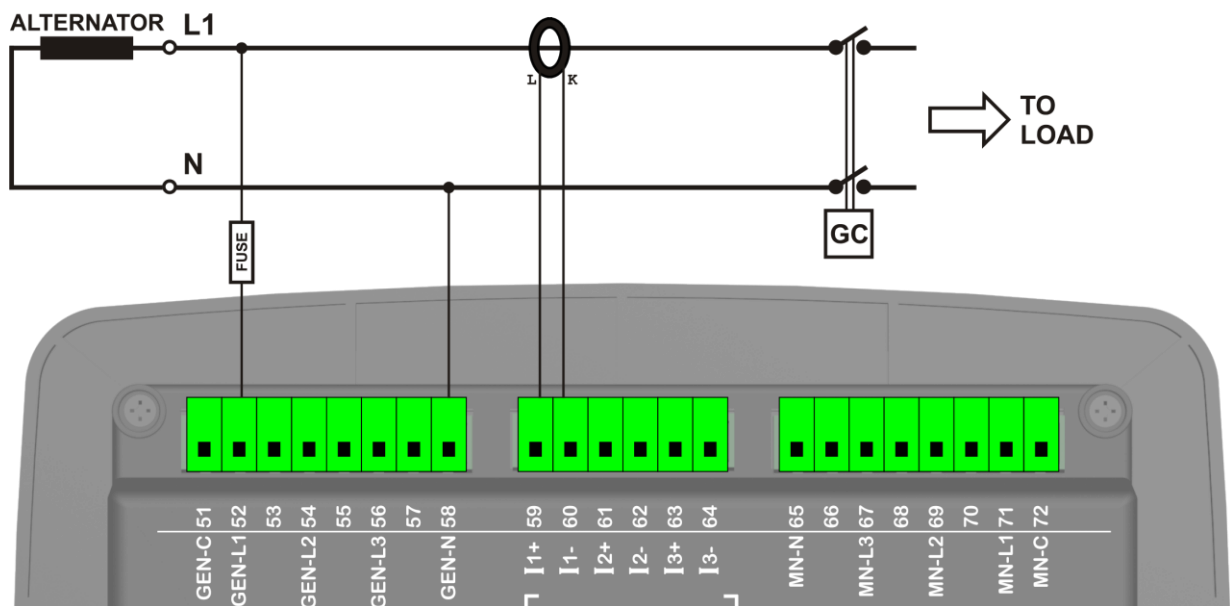 ALTERNATOR L1
L K
TO
LOAD
N
FUSE
GC
GEN-C 51
GEN-L1 52
53
GEN-L2 54
55
GEN-L3 56
57
GEN-N 58
I1+ 59
I1- 60
I2+ 61
I2- 62
I3+ 63
I3- 64
MN-N 65
66
MN-L3 67
68
MN-L2 69
70
MN-L1 71
MN-C 72